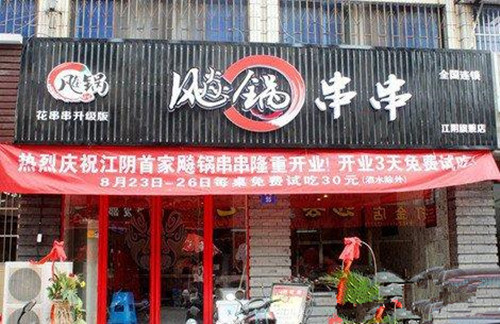 飚锅
花串串升级版
飚锅串串
全国连锁
江阴旗舰店
热烈庆祝江阴首家飚锅串串隆重开业！开业3天免费试吃
8月23日-26日每桌免费试吃30元（酒水除外）